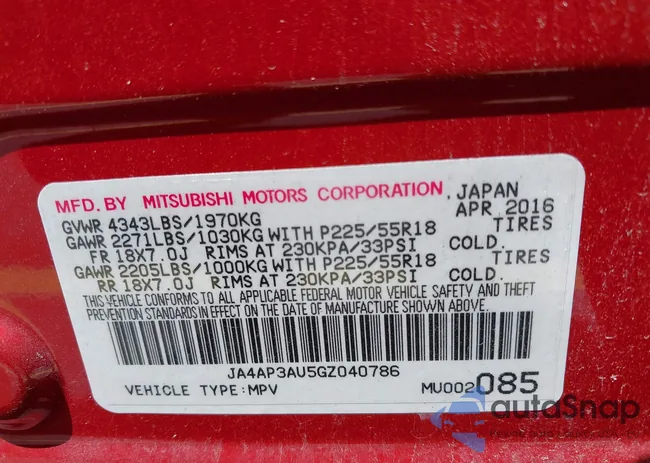 MFD. BY MITSUBISHI MOTORS CORPORATION, JAPAN
GVWR 4343LBS/1970KG APR 2016
GAWR 2271LBS/1030KG WITH P225/55R18 TIRES
FR 18X7.0J RIMS AT 230KPA/33PSI COLD.
GAWR 2205LBS/1000KG WITH P225/55R18 TIRES
RR 18X7.0J RIMS AT 230KPA/33PSI COLD.
THIS VEHICLE CONFORMS TO ALL APPLICABLE FEDERAL MOTOR VEHICLE SAFETY AND THEFT
PREVENTION STANDARDS IN EFFECT ON THE DATE OF MANUFACTURE SHOWN ABOVE.
JA4AP3AU5GZ040786
VEHICLE TYPE:MPV MU002085
autoSnap